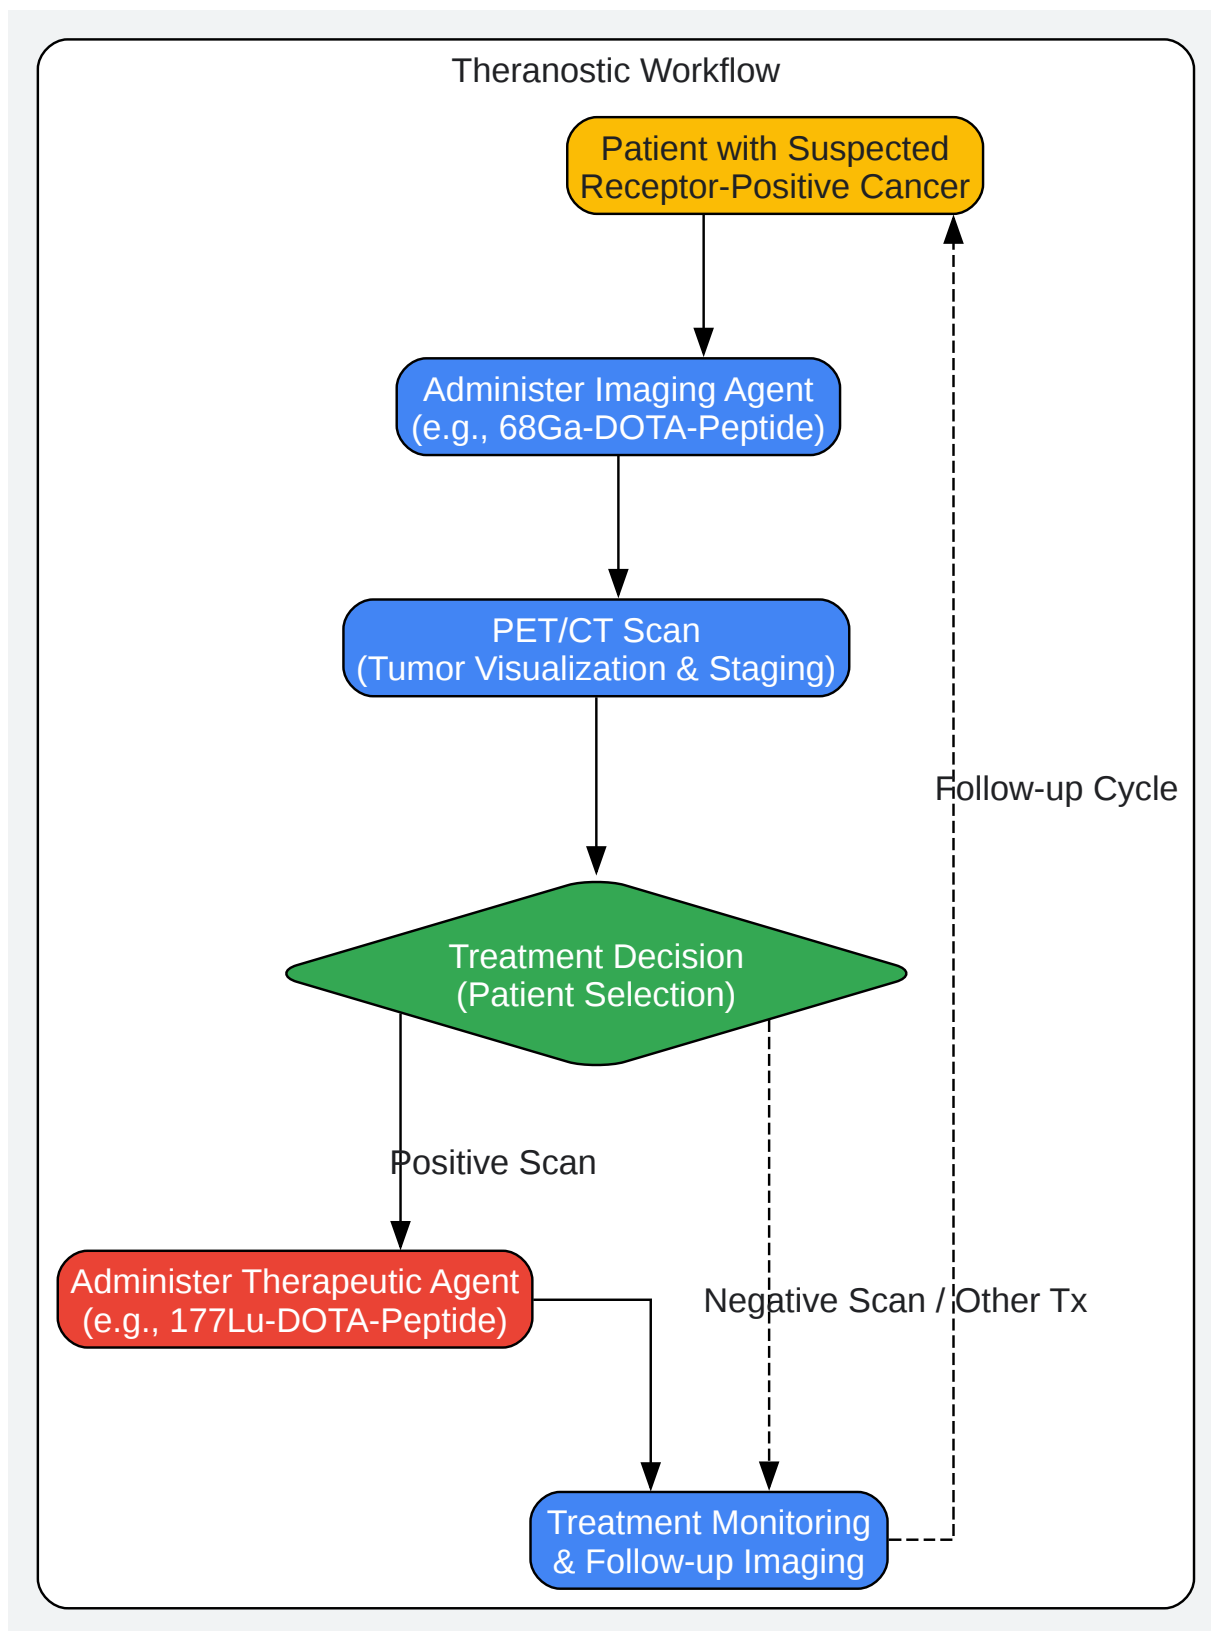 Theranostic Workflow
Patient with Suspected
Receptor-Positive Cancer
Administer Imaging Agent
(e.g., 68Ga-DOTA-Peptide)
PET/CT Scan
(Tumor Visualization & Staging)
Follow-up Cycle
Treatment Decision
(Patient Selection)
Positive Scan
Administer Therapeutic Agent
(e.g., 177Lu-DOTA-Peptide)
Negative Scan / Other Tx
Treatment Monitoring
& Follow-up Imaging